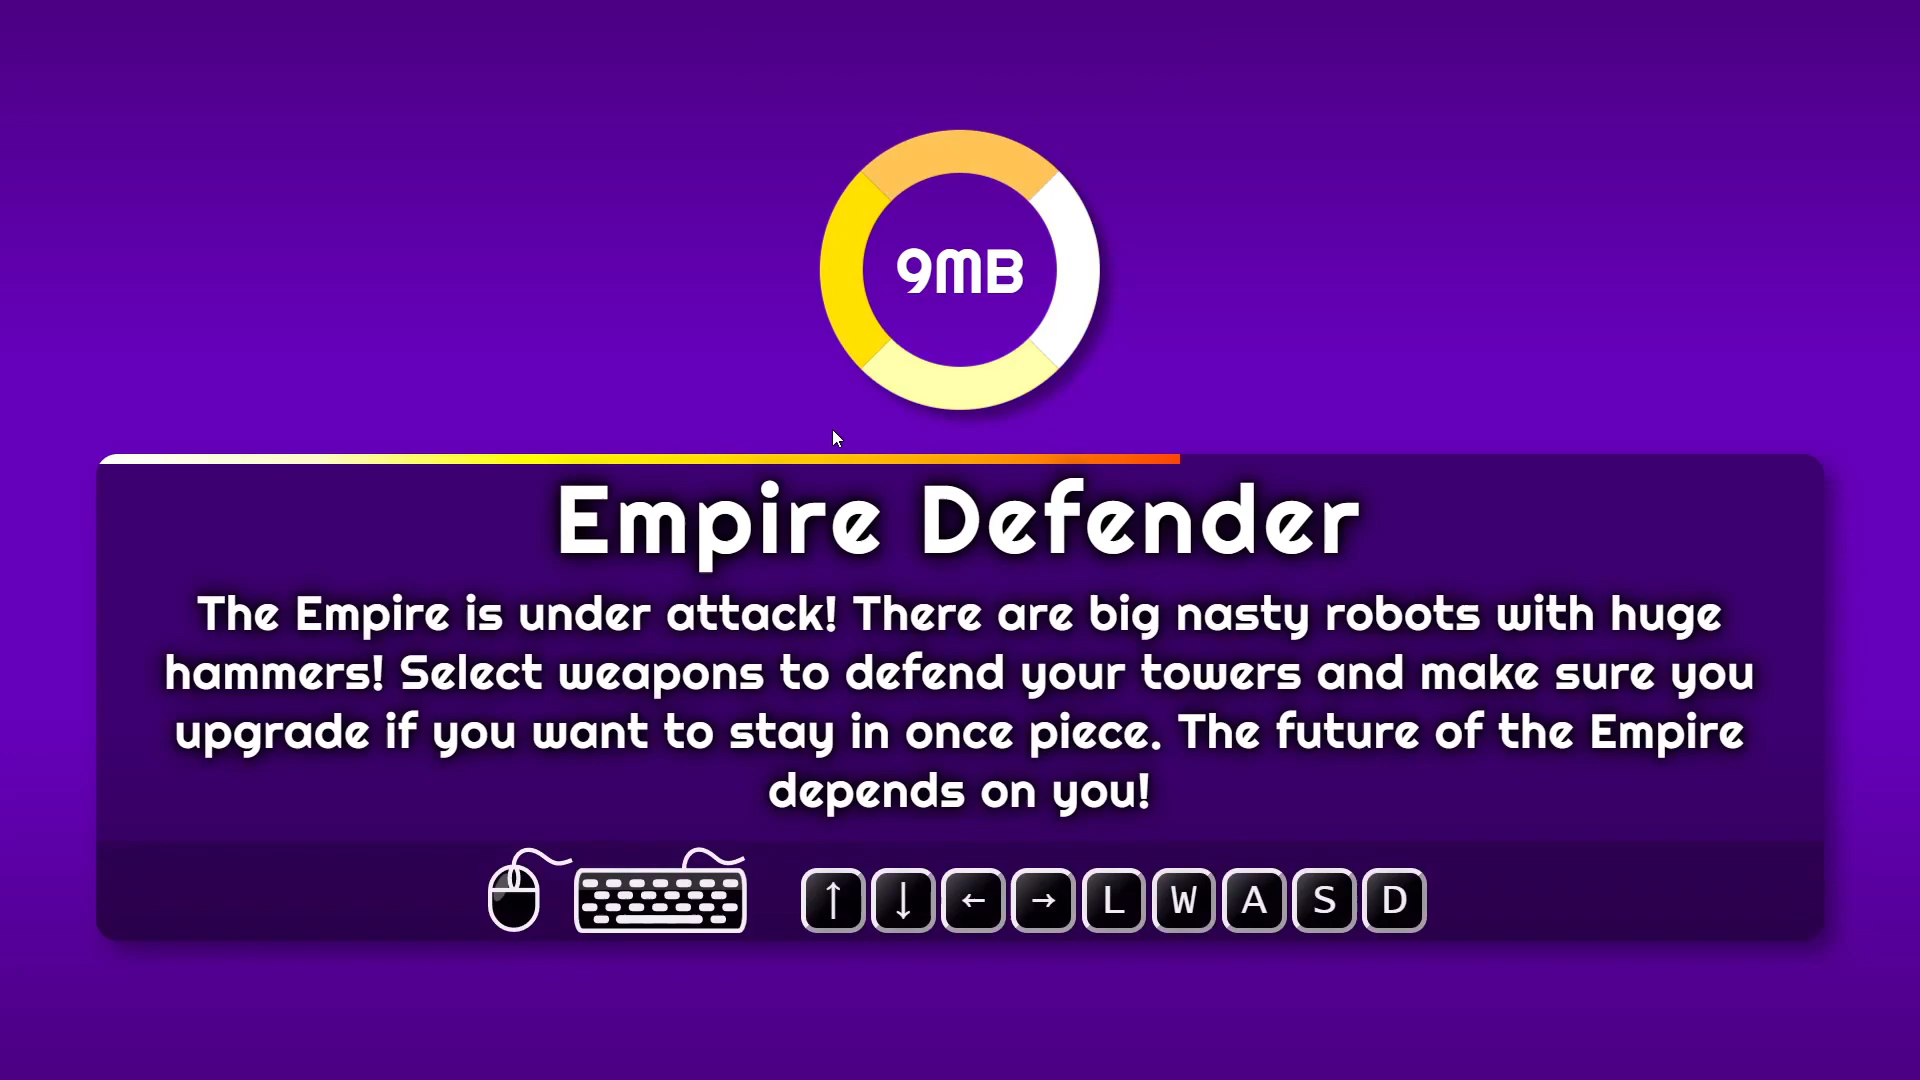 9MB
Empire Defender
The Empire is under attack! There are big nasty robots with huge
hammers! Select weapons to defend your towers and make sure you
upgrade if you want to stay in once piece. The future of the Empire
depends on you!
↑ ↓ ← → L W A S D